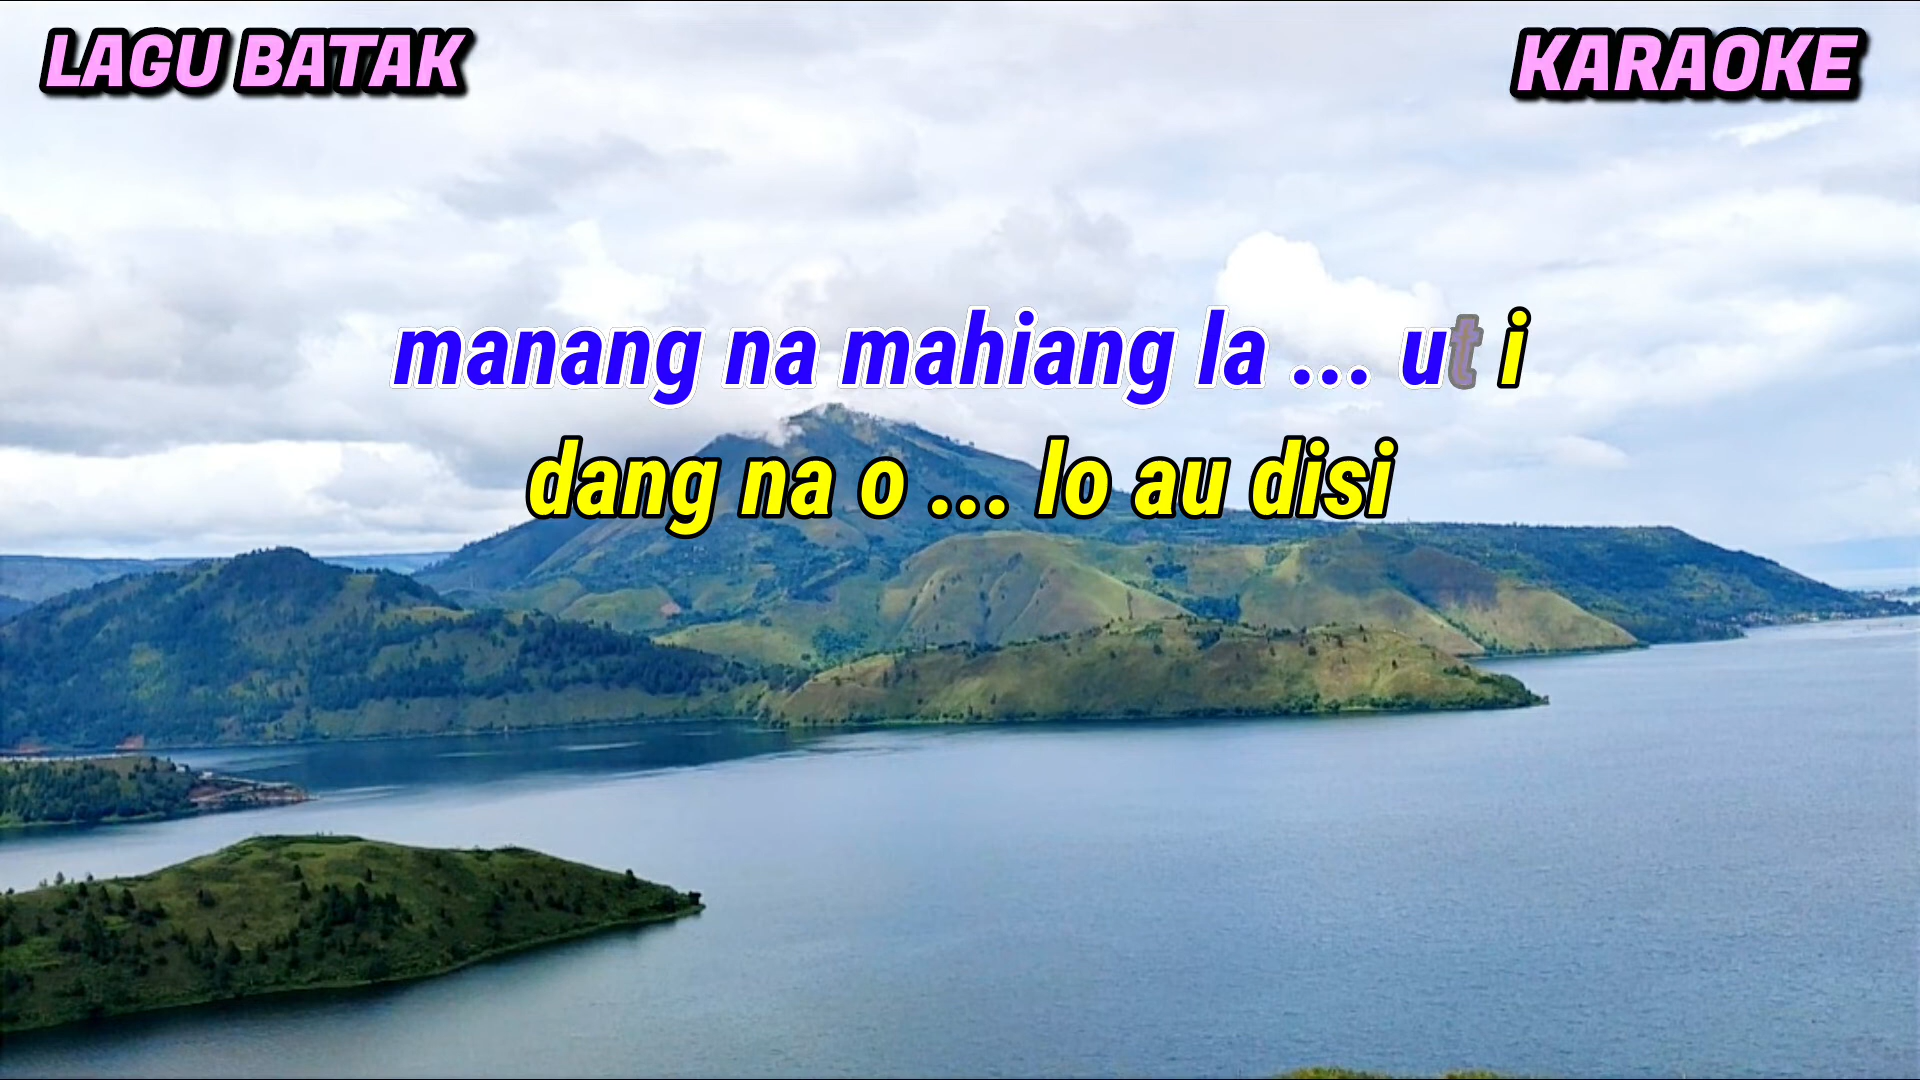 LAGU BATAK
KARAOKE
manang na mahiang la ... ut i
dang na o ... lo au disi